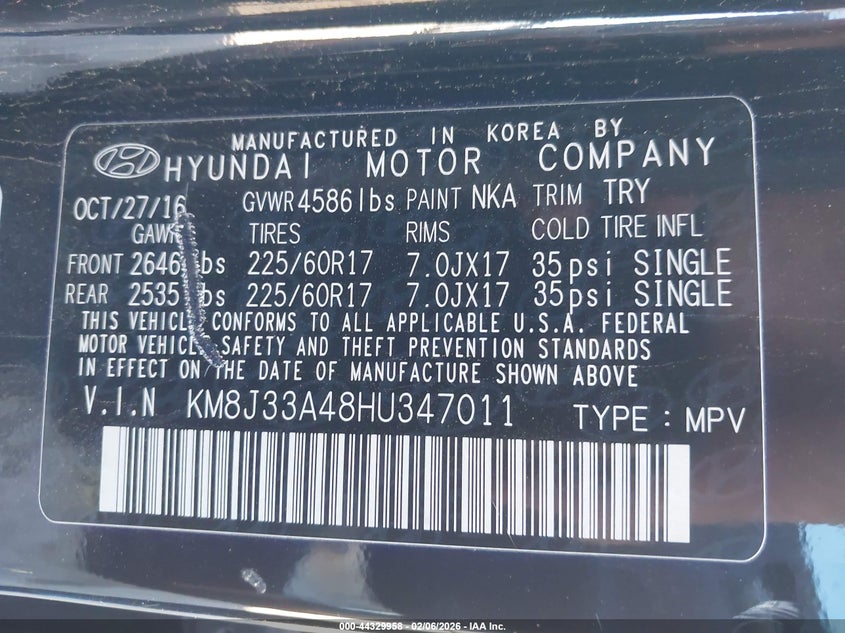 MANUFACTURED IN KOREA BY
HYUNDAI MOTOR COMPANY
OCT/27/16 GVWR 4586 lbs PAINT NKA TRIM TRY
GAWR TIRES RIMS COLD TIRE INFL
FRONT 2646 lbs 225/60R17 7.0JX17 35psi SINGLE
REAR 2535 lbs 225/60R17 7.0JX17 35psi SINGLE
THIS VEHICLE CONFORMS TO ALL APPLICABLE U.S.A. FEDERAL
MOTOR VEHICLE SAFETY AND THEFT PREVENTION STANDARDS
IN EFFECT ON THE DATE OF MANUFACTURE SHOWN ABOVE
V.I.N KM8J33A48HU347011 TYPE : MPV
000-44329958 - 02/06/2026 - IAA Inc.